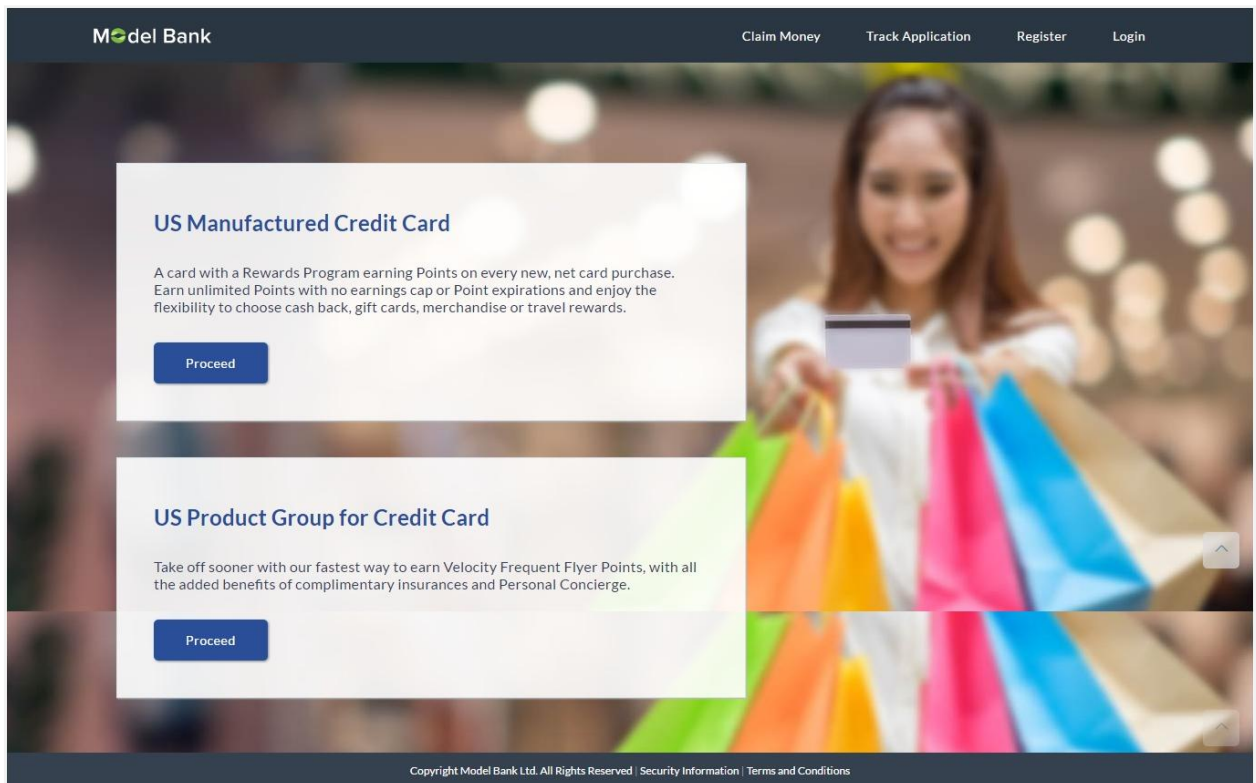 Model Bank
Claim Money
Track Application
Register
Login
US Manufactured Credit Card
A card with a Rewards Program earning Points on every new, net card purchase.
Earn unlimited Points with no earnings cap or Point expirations and enjoy the
flexibility to choose cash back, gift cards, merchandise or travel rewards.
Proceed
US Product Group for Credit Card
Take off sooner with our fastest way to earn Velocity Frequent Flyer Points, with all
the added benefits of complimentary insurances and Personal Concierge.
Proceed
Copyright Model Bank Ltd. All Rights Reserved | Security Information | Terms and Conditions